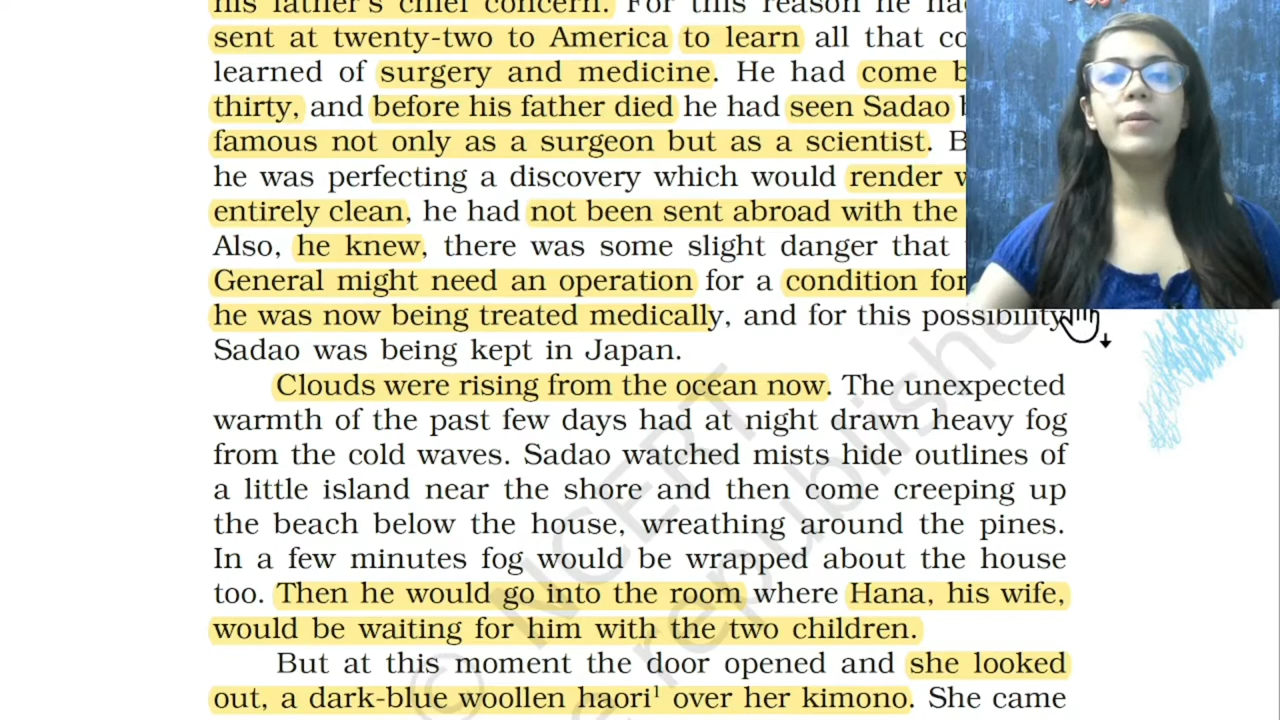 his father's chief concern. For this reason he had
sent at twenty-two to America to learn all that co
learned of surgery and medicine. He had come b
thirty, and before his father died he had seen Sadao b
famous not only as a surgeon but as a scientist. B
he was perfecting a discovery which would render w
entirely clean, he had not been sent abroad with the
Also, he knew, there was some slight danger that
General might need an operation for a condition for
he was now being treated medically, and for this possibility
Sadao was being kept in Japan.
Clouds were rising from the ocean now. The unexpected
warmth of the past few days had at night drawn heavy fog
from the cold waves. Sadao watched mists hide outlines of
a little island near the shore and then come creeping up
the beach below the house, wreathing around the pines.
In a few minutes fog would be wrapped about the house
too. Then he would go into the room where Hana, his wife,
would be waiting for him with the two children.
But at this moment the door opened and she looked
out, a dark-blue woollen haori¹ over her kimono. She came
© NCERT
republishe